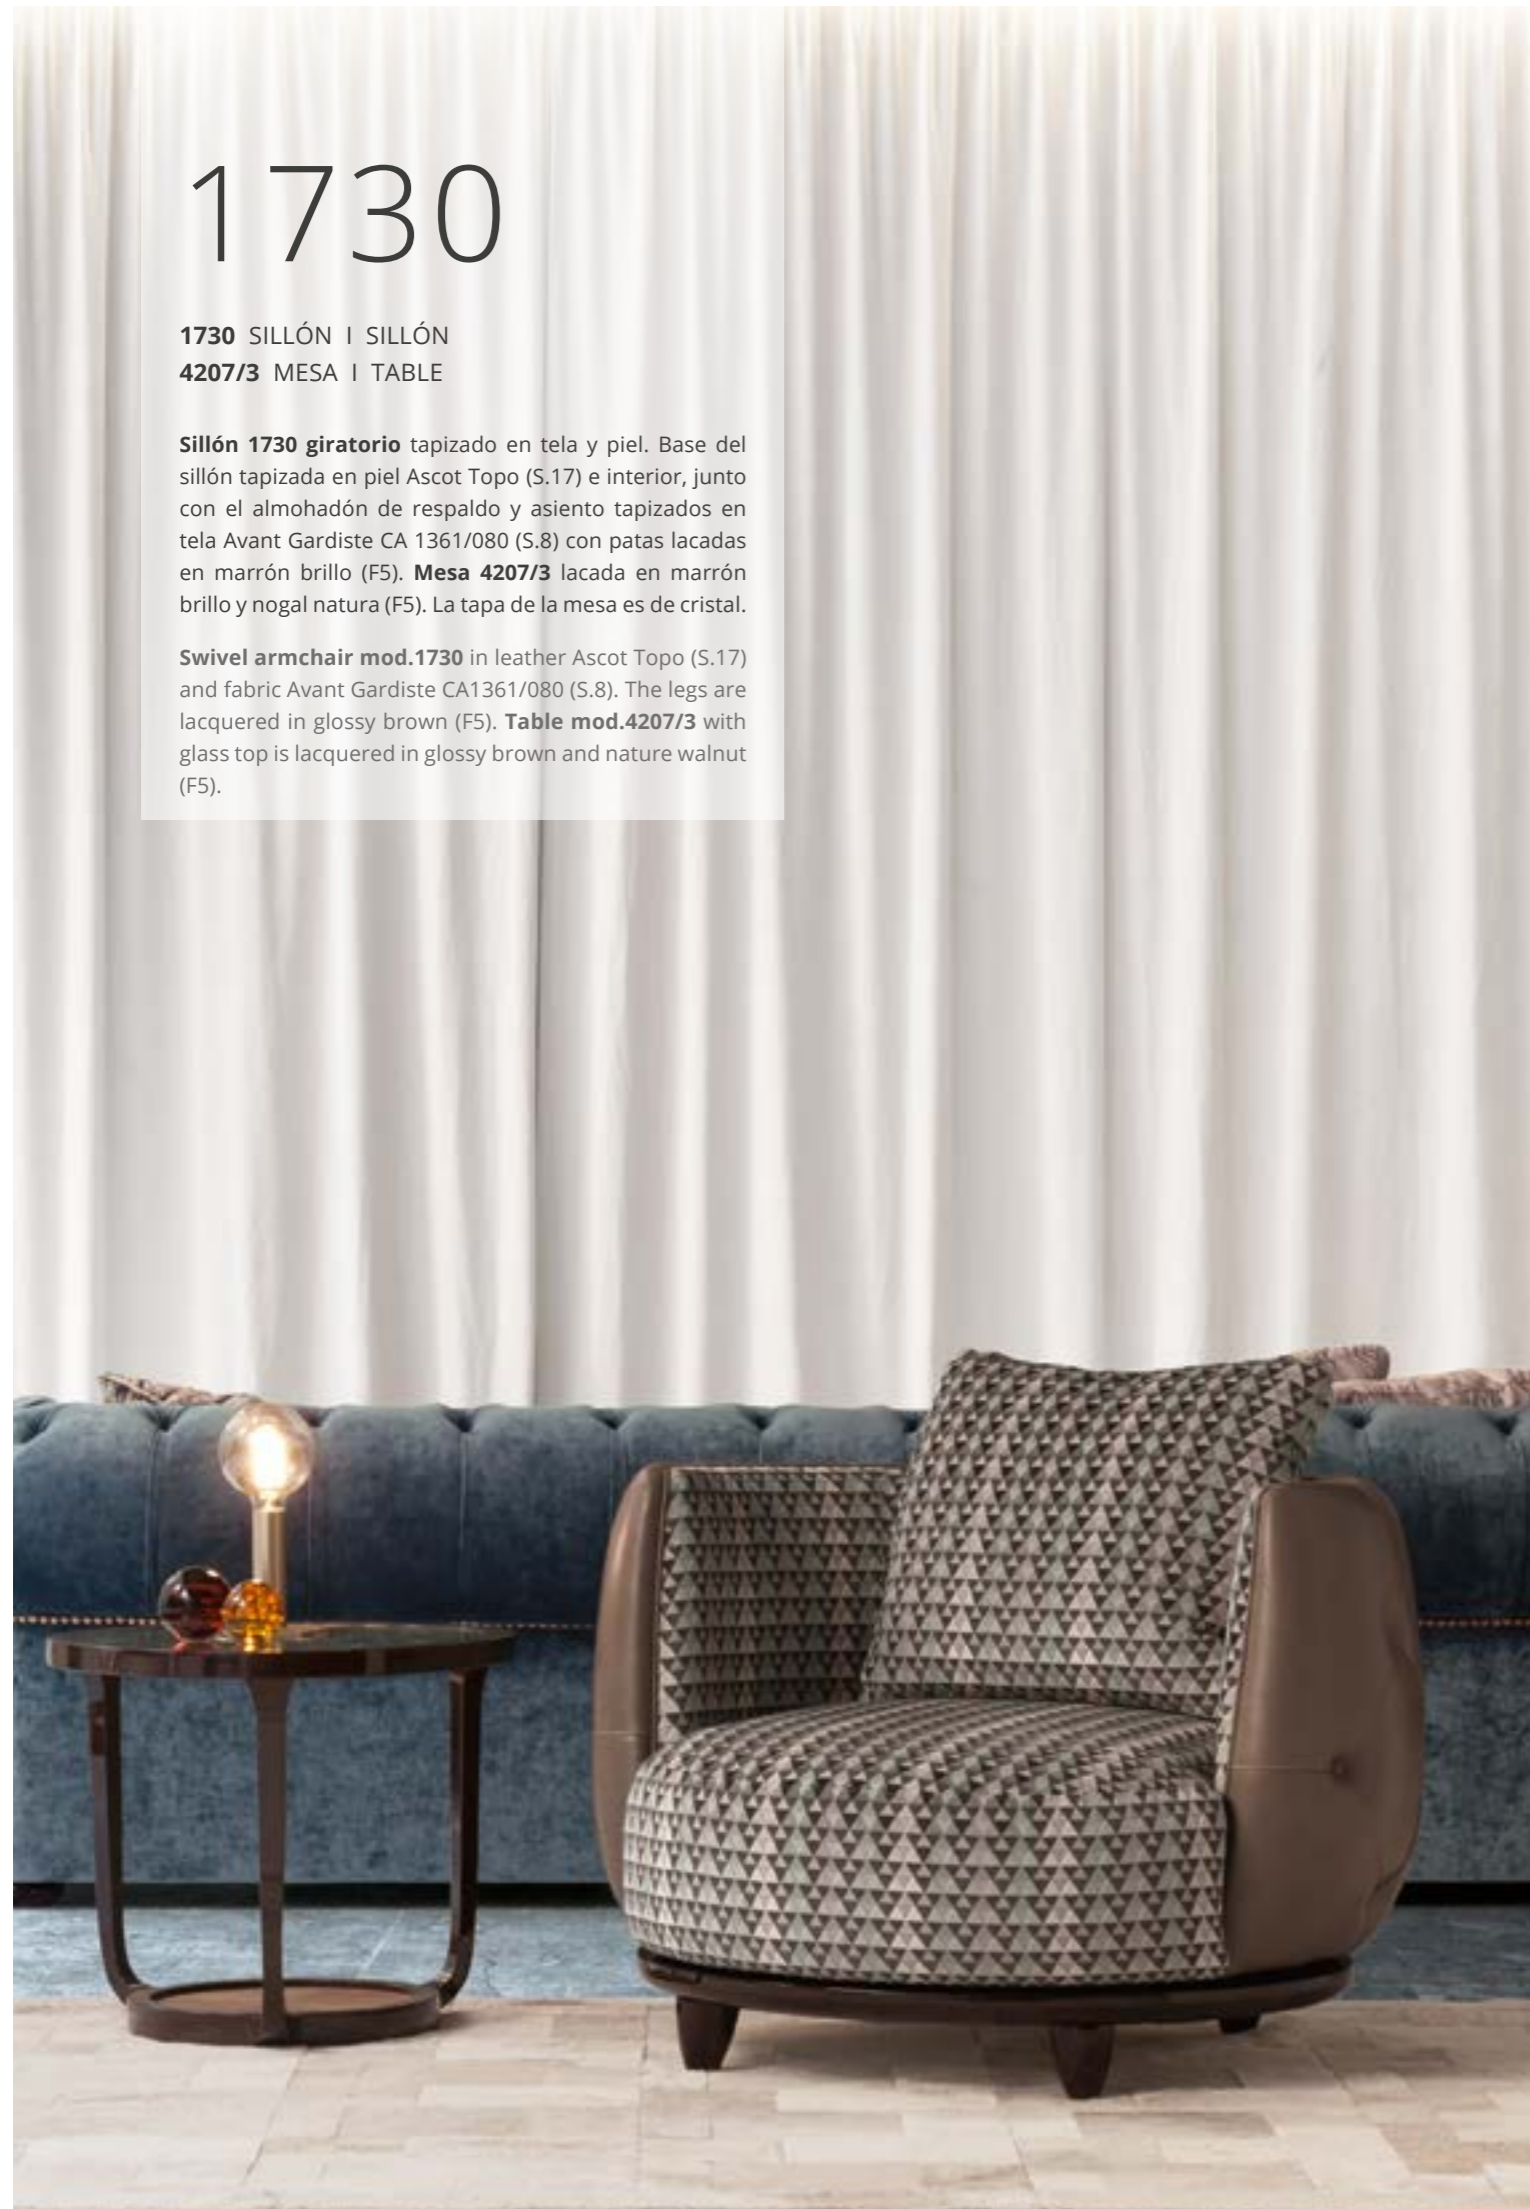 1730
1730 SILLÓN I SILLÓN
4207/3 MESA I TABLE
Sillón 1730 giratorio tapizado en tela y piel. Base del
sillón tapizada en piel Ascot Topo (S.17) e interior, junto
con el almohadón de respaldo y asiento tapizados en
tela Avant Gardiste CA 1361/080 (S.8) con patas lacadas
en marrón brillo (F5). Mesa 4207/3 lacada en marrón
brillo y nogal natura (F5). La tapa de la mesa es de cristal.
Swivel armchair mod.1730 in leather Ascot Topo (S.17)
and fabric Avant Gardiste CA1361/080 (S.8). The legs are
lacquered in glossy brown (F5). Table mod.4207/3 with
glass top is lacquered in glossy brown and nature walnut
(F5).